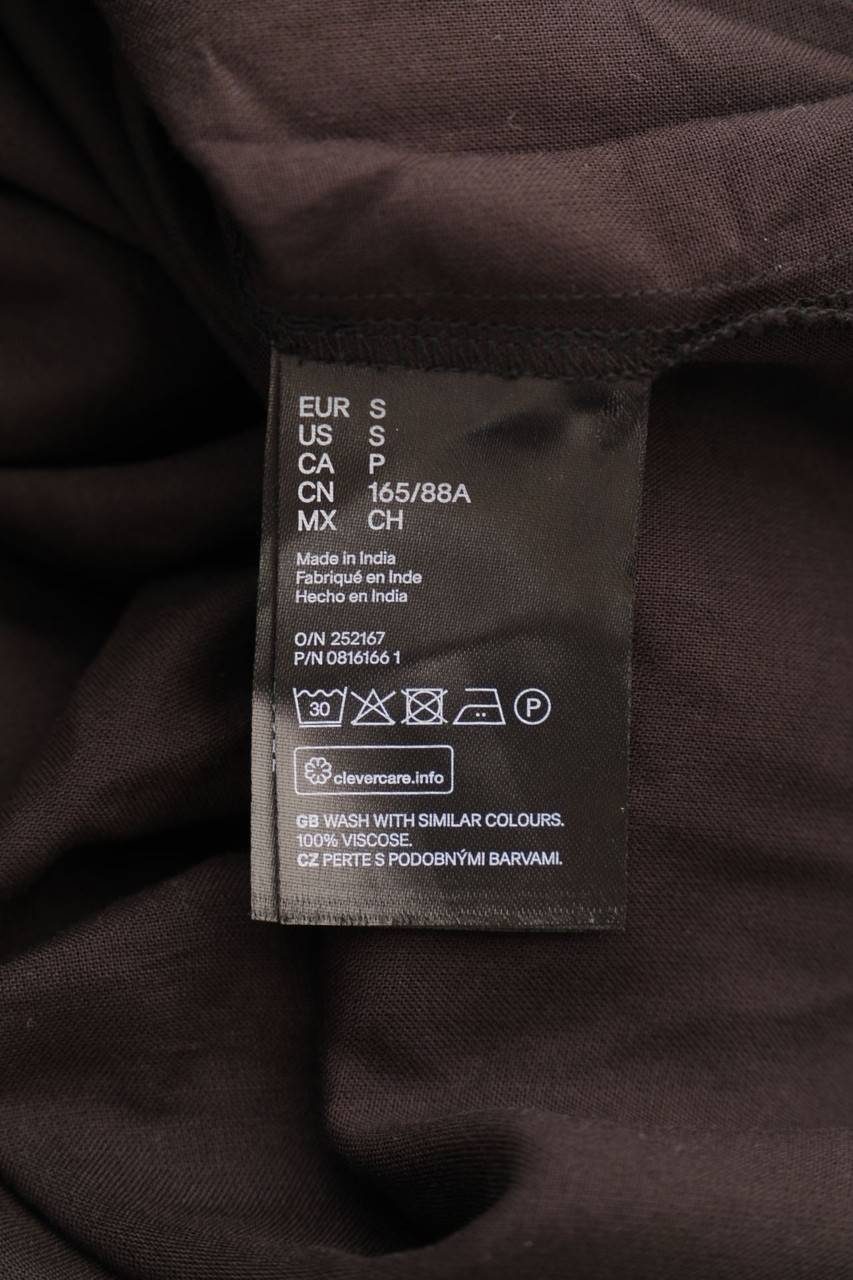 EUR S
US S
CA P
CN 165/88A
MX CH
Made in India
Fabriqué en Inde
Hecho en India
O/N 252167
P/N 0816166 1
30 P
clevercare.info
GB WASH WITH SIMILAR COLOURS.
100% VISCOSE.
CZ PERTE S PODOBNÝMI BARVAMI.